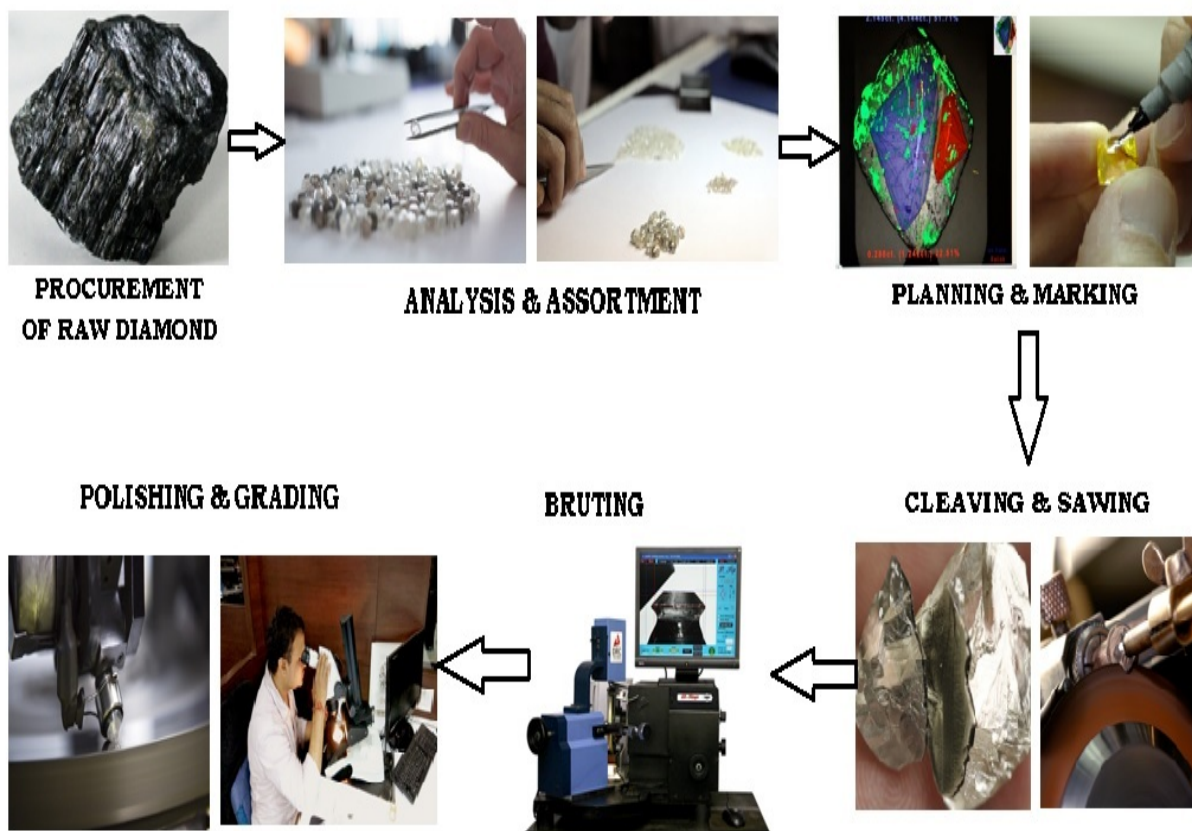 PROCUREMENT
OF RAW DIAMOND
ANALYSIS & ASSORTMENT
PLANNING & MARKING
POLISHING & GRADING
BRUTING
CLEAVING & SAWING